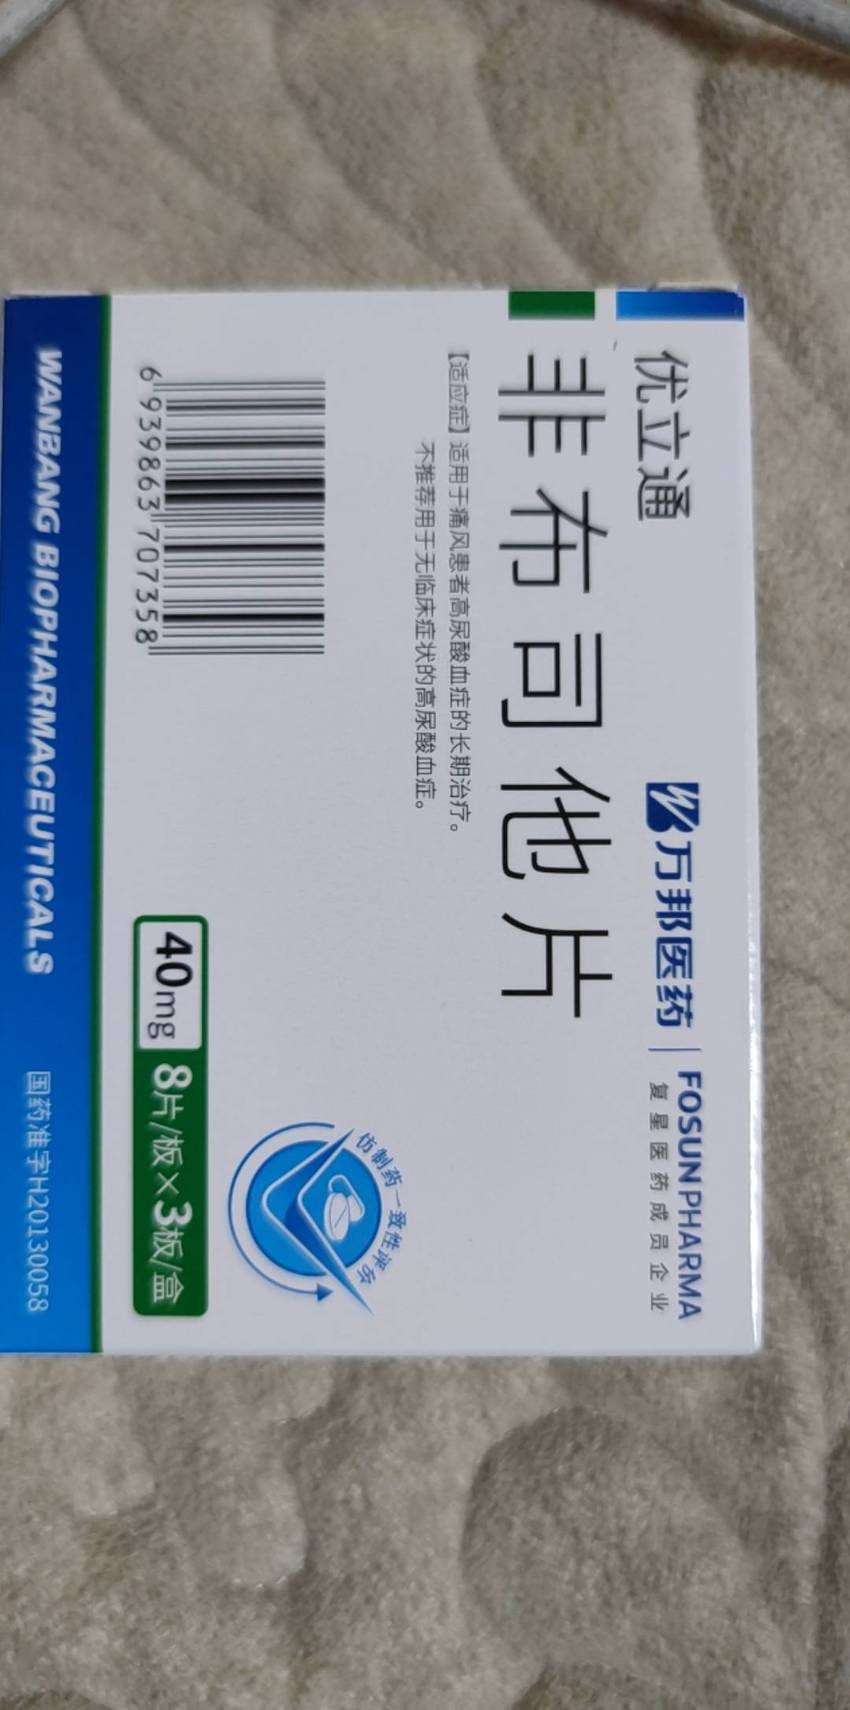 优立通
万邦医药
FOSUNPHARMA
复星医药成员企业
非布司他片
【适应症】适用于痛风患者高尿酸血症的长期治疗。
不推荐用于无临床症状的高尿酸血症。
仿制药一致性评价
6 939863 707358
40mg 8片/板×3板/盒
WANBANG BIOPHARMACEUTICALS
国药准字H20130058